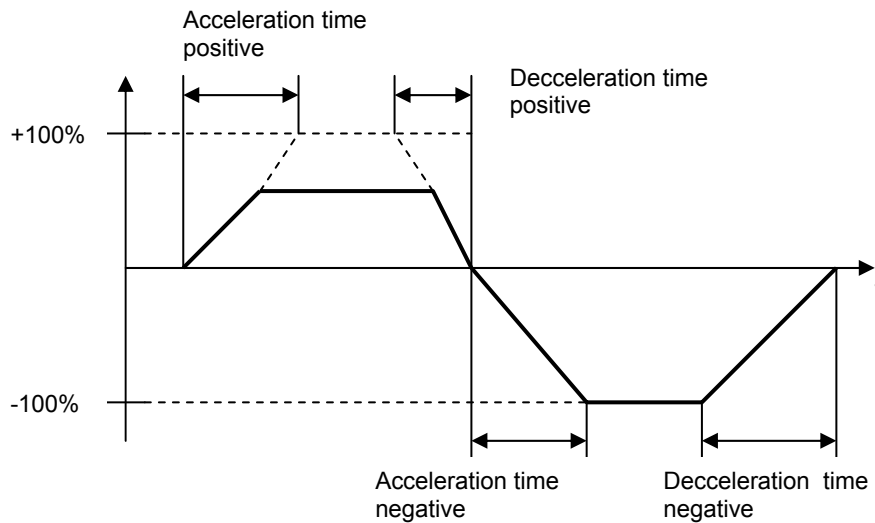 Acceleration time
positive
Decceleration time
positive
+100%
-100%
Acceleration time
negative
Decceleration time
negative